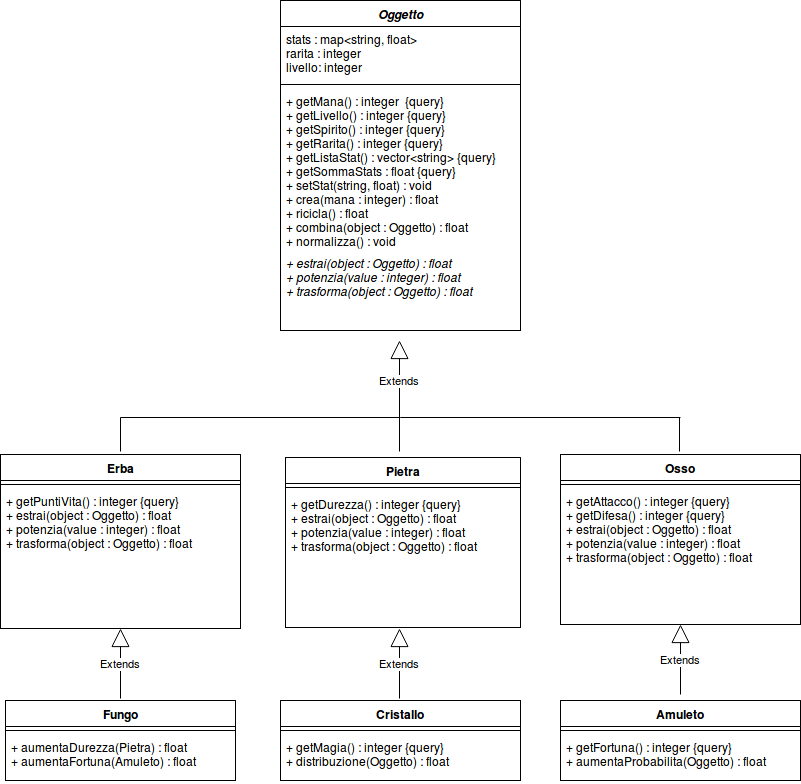 Oggetto
stats : map<string, float>
rarita : integer
livello: integer
+ getMana() : integer {query}
+ getLivello() : integer {query}
+ getSpirito() : integer {query}
+ getRarita() : integer {query}
+ getListaStat() : vector<string> {query}
+ getSommaStats : float {query}
+ setStat(string, float) : void
+ crea(mana : integer) : float
+ ricicla() : float
+ combina(object : Oggetto) : float
+ normalizza() : void
+ estrai(object : Oggetto) : float
+ potenzia(value : integer) : float
+ trasforma(object : Oggetto) : float
Extends
Erba
+ getPuntiVita() : integer {query}
+ estrai(object : Oggetto) : float
+ potenzia(value : integer) : float
+ trasforma(object : Oggetto) : float
Pietra
+ getDurezza() : integer {query}
+ estrai(object : Oggetto) : float
+ potenzia(value : integer) : float
+ trasforma(object : Oggetto) : float
Osso
+ getAttacco() : integer {query}
+ getDifesa() : integer {query}
+ estrai(object : Oggetto) : float
+ potenzia(value : integer) : float
+ trasforma(object : Oggetto) : float
Extends
Extends
Extends
Fungo
+ aumentaDurezza(Pietra) : float
+ aumentaFortuna(Amuleto) : float
Cristallo
+ getMagia() : integer {query}
+ distribuzione(Oggetto) : float
Amuleto
+ getFortuna() : integer {query}
+ aumentaProbabilita(Oggetto) : float